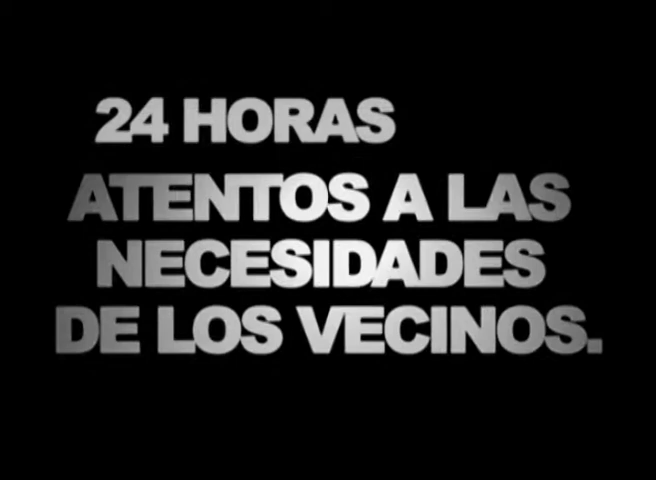 24 HORAS
ATENTOS A LAS
NECESIDADES
DE LOS VECINOS.